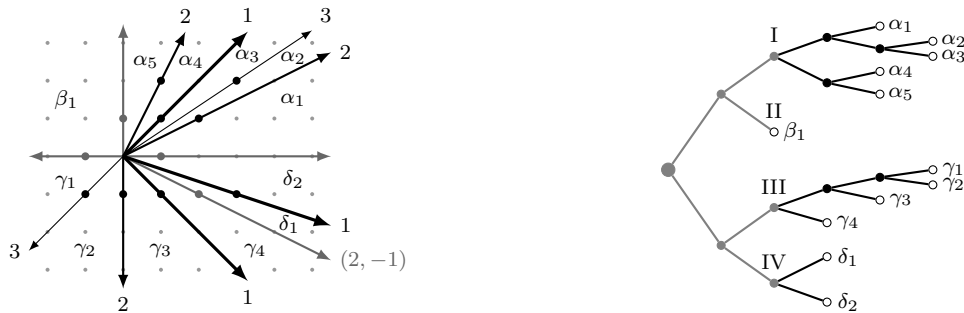 2 1 3
2
α₅ α₄ α₃ α₂
β₁ α₁
γ₁ δ₂
δ₁ 1
3 γ₂ γ₃ γ₄ (2, −1)
2 1
I α₁
α₂
α₃
α₄
α₅
II
β₁
III γ₁
γ₂
γ₃
γ₄
IV δ₁
δ₂